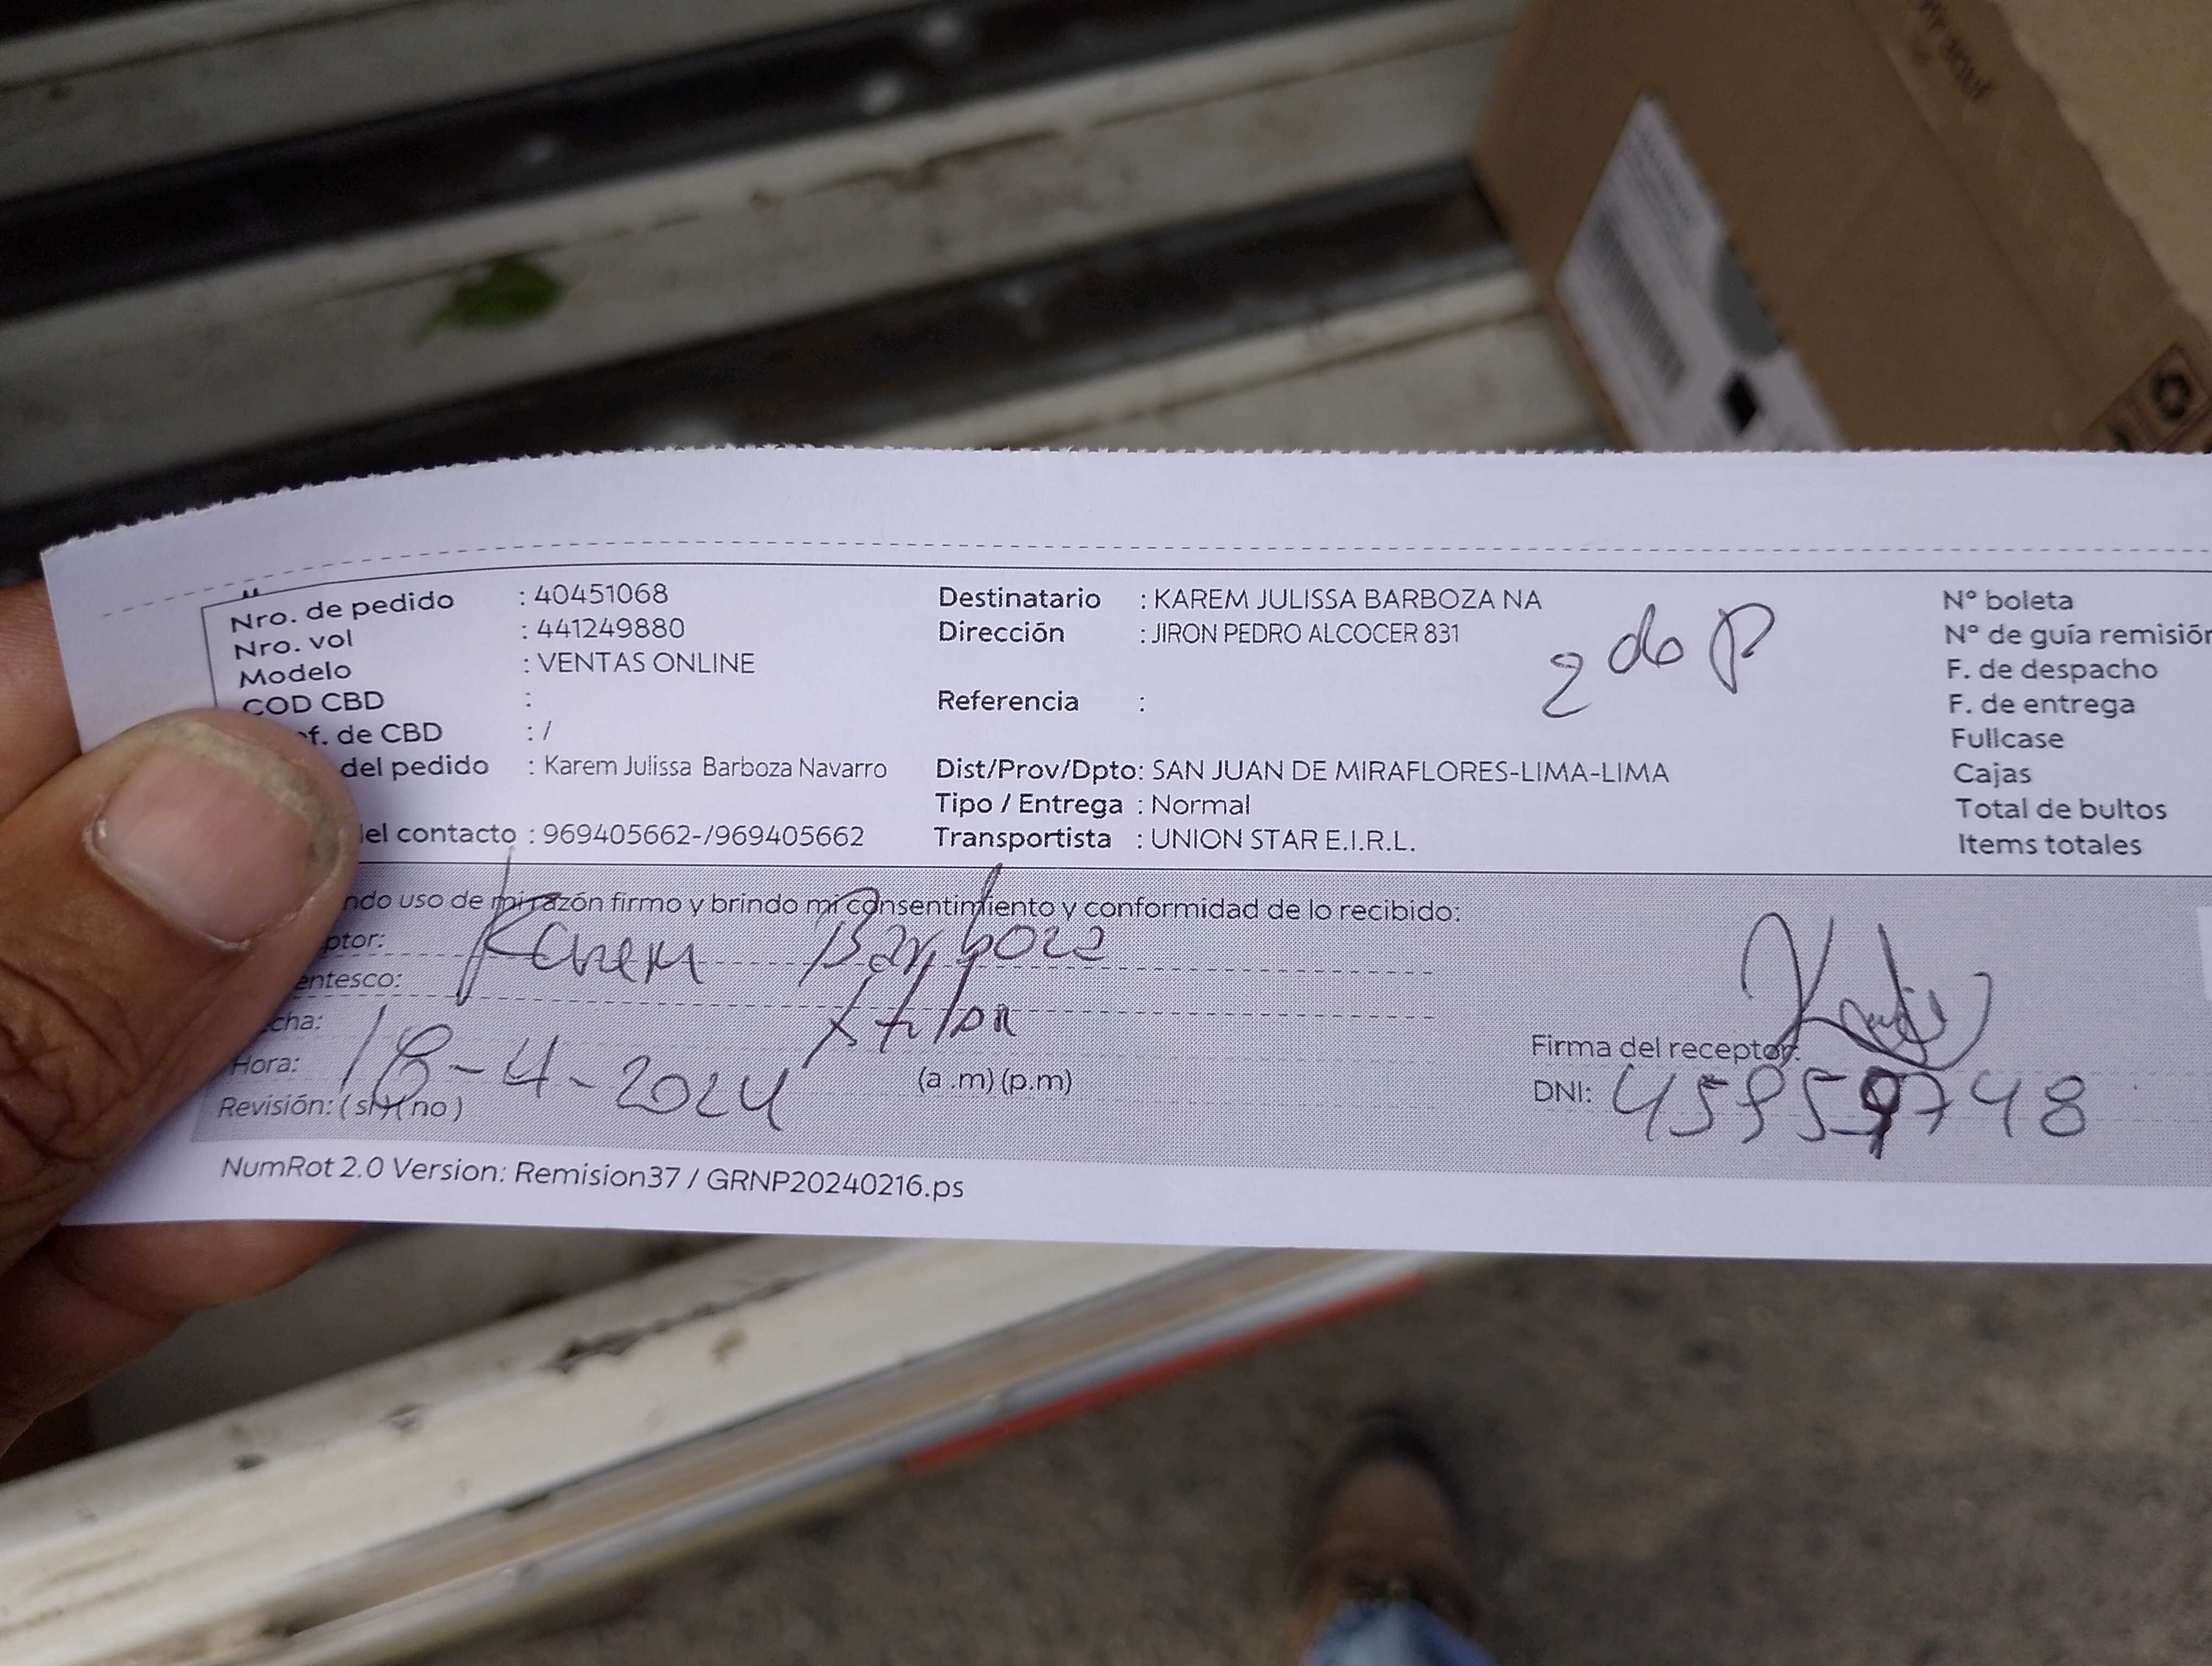 Nro. de pedido : 40451068
Nro. vol : 441249880
Modelo : VENTAS ONLINE
COD CBD :
f. de CBD : /
del pedido : Karem Julissa Barboza Navarro
el contacto : 969405662-/969405662
Destinatario : KAREM JULISSA BARBOZA NA
Dirección : JIRON PEDRO ALCOCER 831
2 do P
Referencia :
Dist/Prov/Dpto: SAN JUAN DE MIRAFLORES-LIMA-LIMA
Tipo / Entrega : Normal
Transportista : UNION STAR E.I.R.L.
N° boleta
N° de guía remisión
F. de despacho
F. de entrega
Fullcase
Cajas
Total de bultos
Items totales
ndo uso de mi razón firmo y brindo mi consentimiento y conformidad de lo recibido:
ptor: Karem Barboza
entesco:
cha: 18-4-2024
Hora: (a .m) (p.m)
Revisión: ( si ) ( no )
Firma del receptor:
DNI: 45959748
NumRot 2.0 Version: Remision37 / GRNP20240216.ps